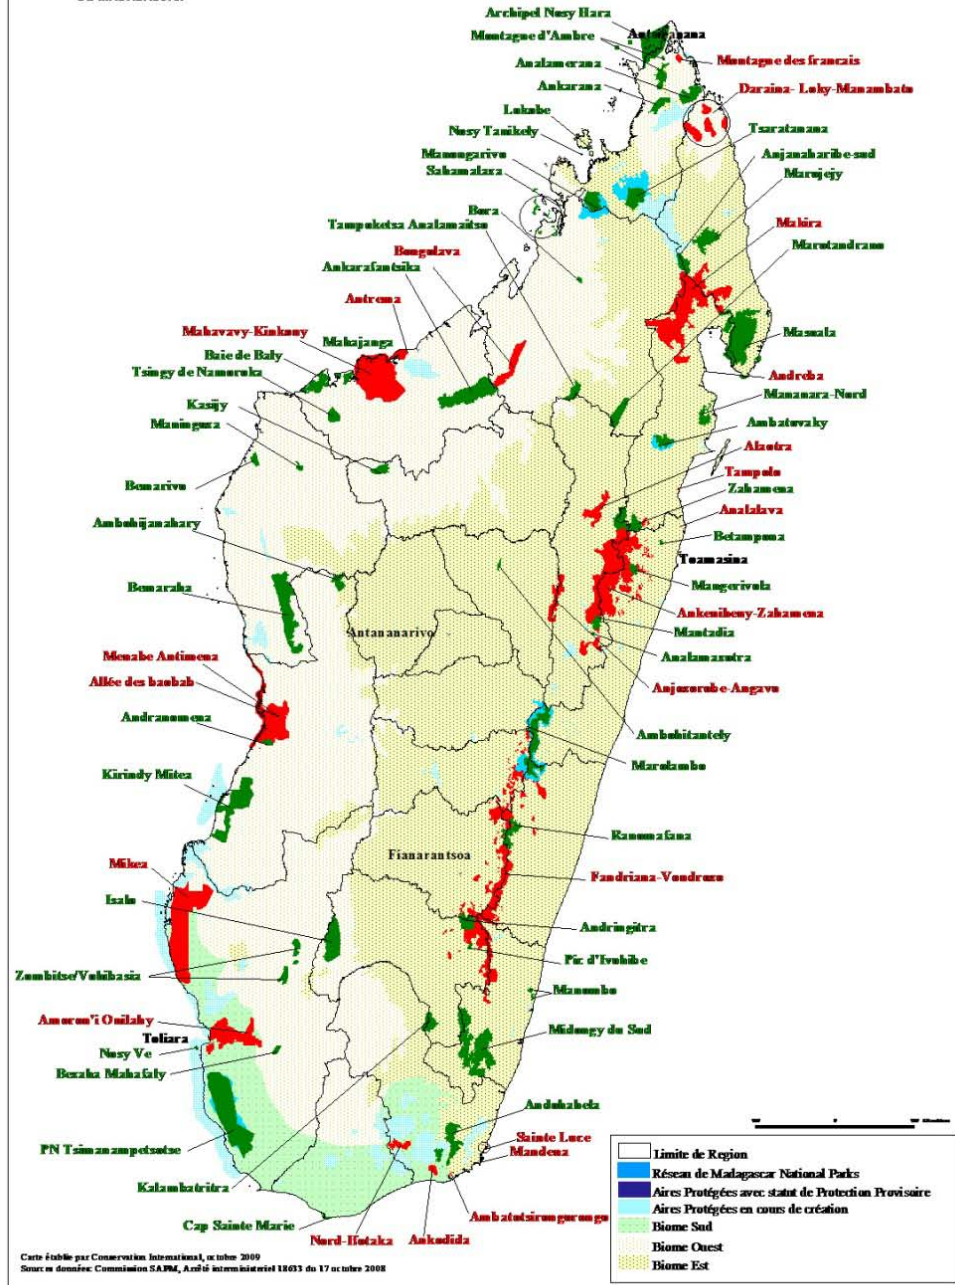 Archipel Nosy Hara
Montagne d'Ambre
Analamerana
Ankarana
Montagne des francais
Daraina- Loky-Manambato
Lokobe
Nosy Tanikely
Manongarivo
Sahamalaza
Bora
Tampoketsa Analamaitso
Bongolava
Ankarafantsika
Antrema
Tsaratanana
Anjanaharibe-sud
Marojejy
Makira
Marotandrano
Mahavavy-Kinkony
Mahajanga
Baie de Baly
Tsingy de Namoroka
Kasijy
Maningoza
Bemarivo
Ambohijanahary
Bemaraha
Masoala
Andreba
Mananara-Nord
Ambatovaky
Alaotra
Tampolo
Zahamena
Analalava
Betampona
Toamasina
Mangerivola
Ankeniheny-Zahamena
Mantadia
Analamazotra
Anjozorobe-Angavo
Antananarivo
Menabe Antimena
Allée des baobab
Andranomena
Kirindy Mitea
Ambohitantely
Marolambo
Ranomafana
Fianarantsoa
Fandriana-Vondrozo
Mikea
Isalo
Andringitra
Pic d'Ivohibe
Zombitse/Vohibasia
Manombo
Amoron'i Onilahy
Toliara
Nosy Ve
Bezaha Mahafaly
Midongy du Sud
Andohahela
PN Tsimanampetsotse
Sainte Luce
Mandena
Kalambatritra
Ambatotsirongorongo
Cap Sainte Marie
Nord-Ifotaka
Ankodida
Limite de Region
Réseau de Madagascar National Parks
Aires Protégées avec statut de Protection Provisoire
Aires Protégées en cours de création
Biome Sud
Biome Ouest
Biome Est
Carte établie par Conservation International, octobre 2009
Sources données: Commission SAPM, Arrêté interministeriel 18633 du 17 octobre 2008